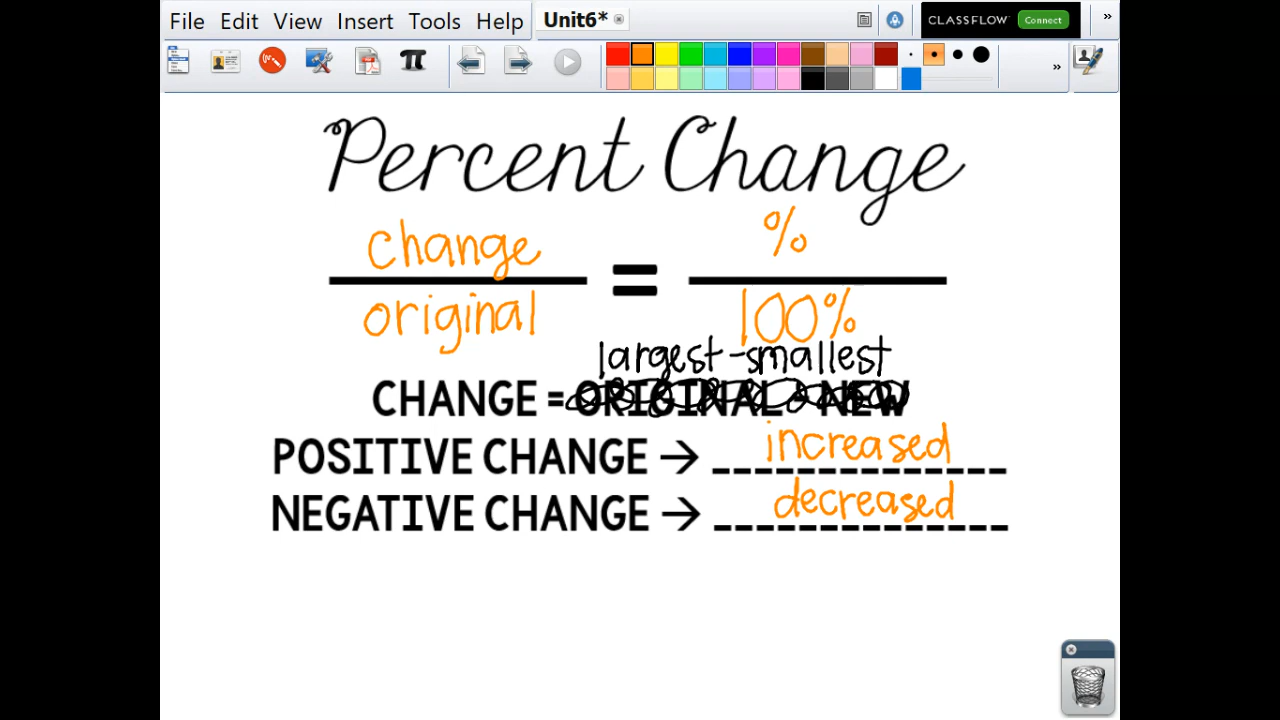 File Edit View Insert Tools Help Unit6* CLASSFLOW Connect »
»
Percent Change
change = %
original 100%
largest-smallest
CHANGE = ORIGINAL - NEW
POSITIVE CHANGE → increased
NEGATIVE CHANGE → decreased